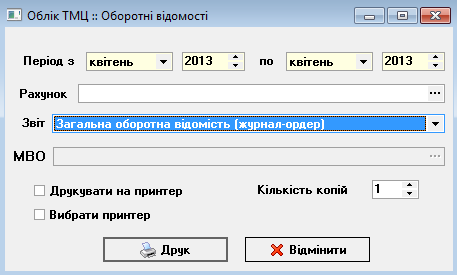 Облік ТМЦ :: Оборотні відомості
Період з квітень 2013 по квітень 2013
Рахунок ...
Звіт Загальна оборотна відомість (журнал-ордер)
МВО ...
Друкувати на принтер Кількість копій 1
Вибрати принтер
Друк Відмінити